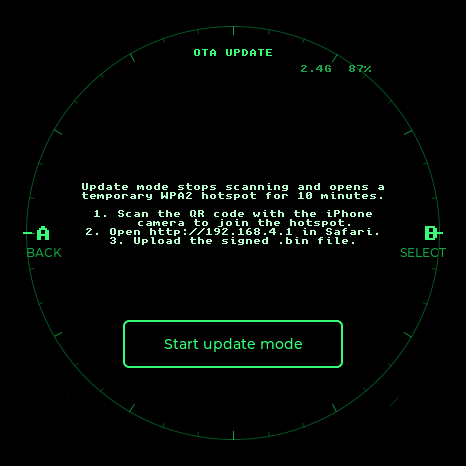 OTA UPDATE
2.4G 87%
Update mode stops scanning and opens a
temporary WPA2 hotspot for 10 minutes.
1. Scan the QR code with the iPhone
camera to join the hotspot.
2. Open http://192.168.4.1 in Safari.
3. Upload the signed .bin file.
A
BACK
B
SELECT
Start update mode